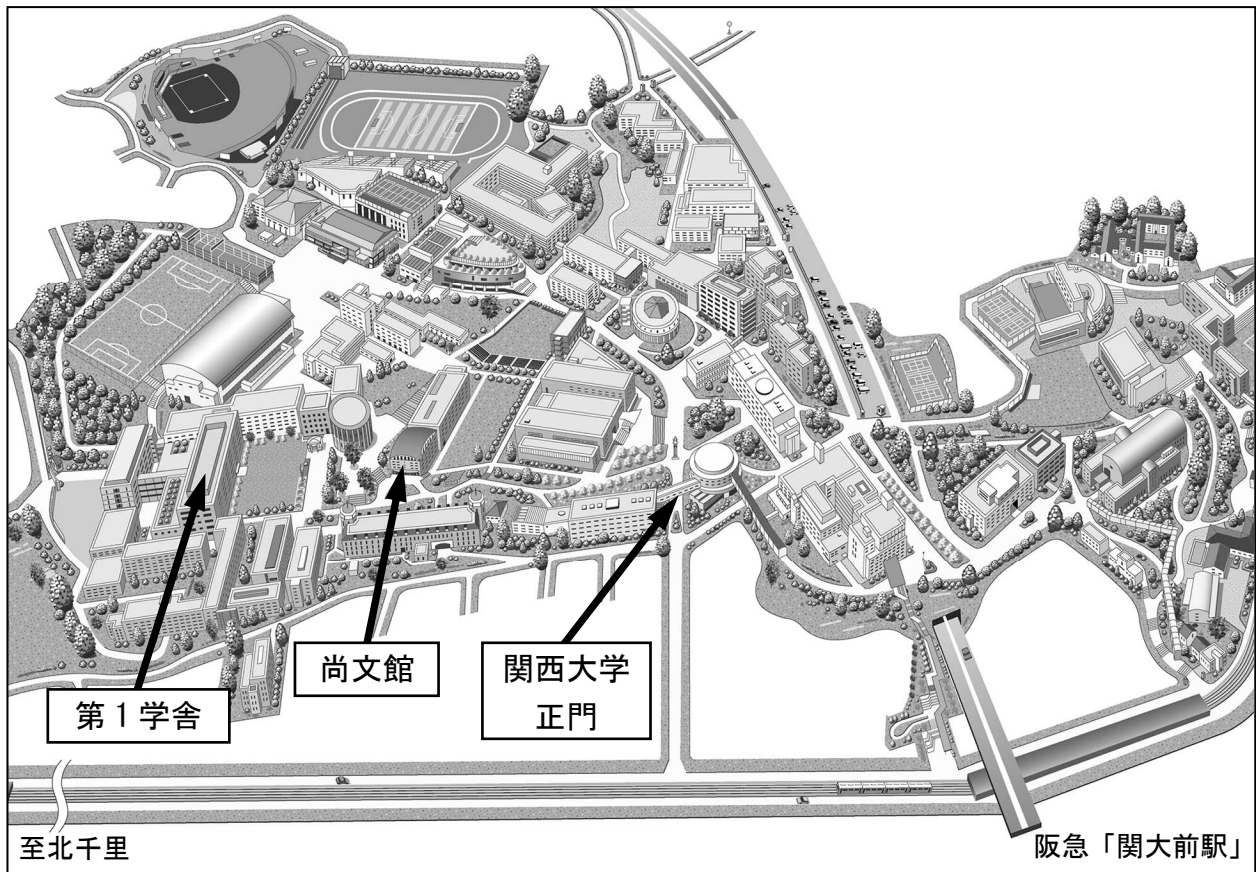 尚文館
関西大学
正門
第１学舎
至北千里
阪急「関大前駅」